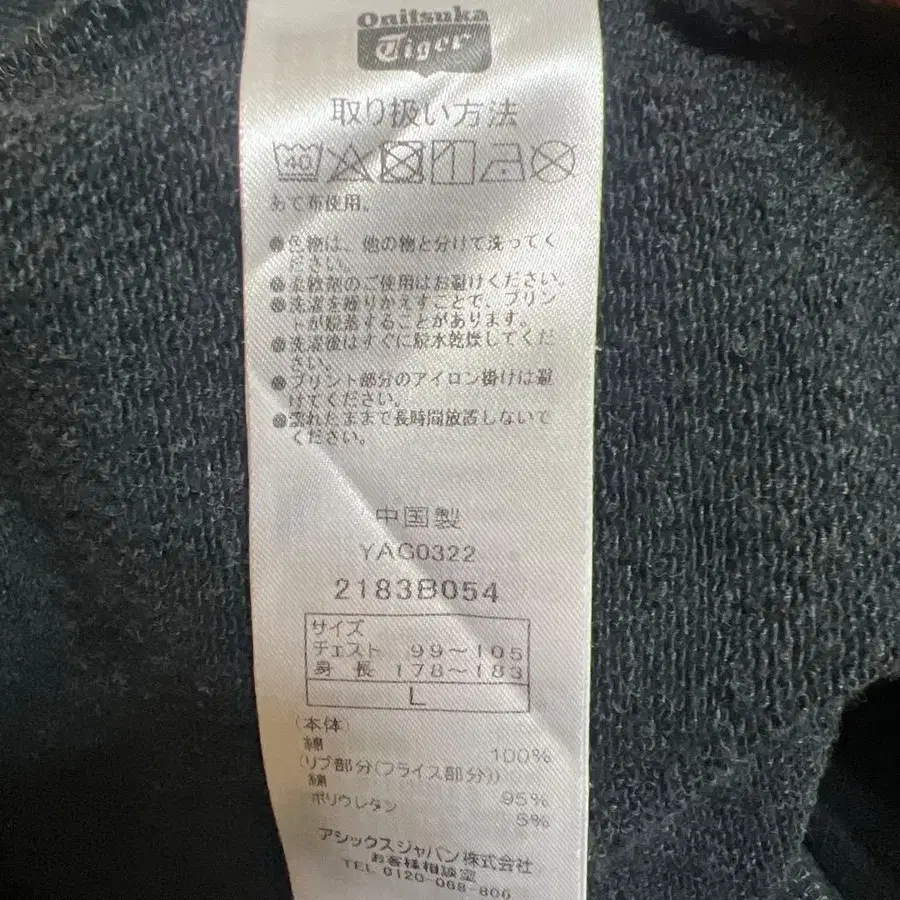 Onitsuka
Tiger
取り扱い方法
40
あて布使用。
●色物は、他の物と分けて洗ってく
ださい。
●柔軟剤のご使用はお避けください。
●洗濯を繰りかえすことで、プリン
トが脱落することがあります。
●洗濯後はすぐに脱水乾燥してくだ
さい。
●プリント部分のアイロン掛けは避
けてください。
●濡れたままで長時間放置しないで
ください。
中国製
YAG0322
2183B054
サイズ
チェスト 99〜105
身長 178〜183
L
(本体)
綿 100%
(リブ部分(フライス部分))
綿 95%
ポリウレタン 5%
アシックスジャパン株式会社
お客様相談室
TEL 0120-068-806